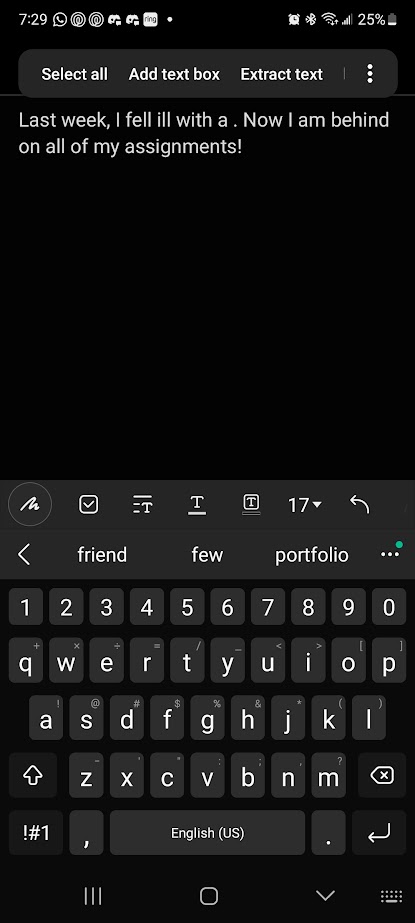 7:29 ring 25%
Select all Add text box Extract text
Last week, I fell ill with a . Now I am behind
on all of my assignments!
T T T 17
friend few portfolio
1 2 3 4 5 6 7 8 9 0
+ × ÷ = / _ < > [ ]
q w e r t y u i o p
! @ # $ % & * ( )
a s d f g h j k l
- ' " : ; , ?
z x c v b n m
!#1 , English (US) .